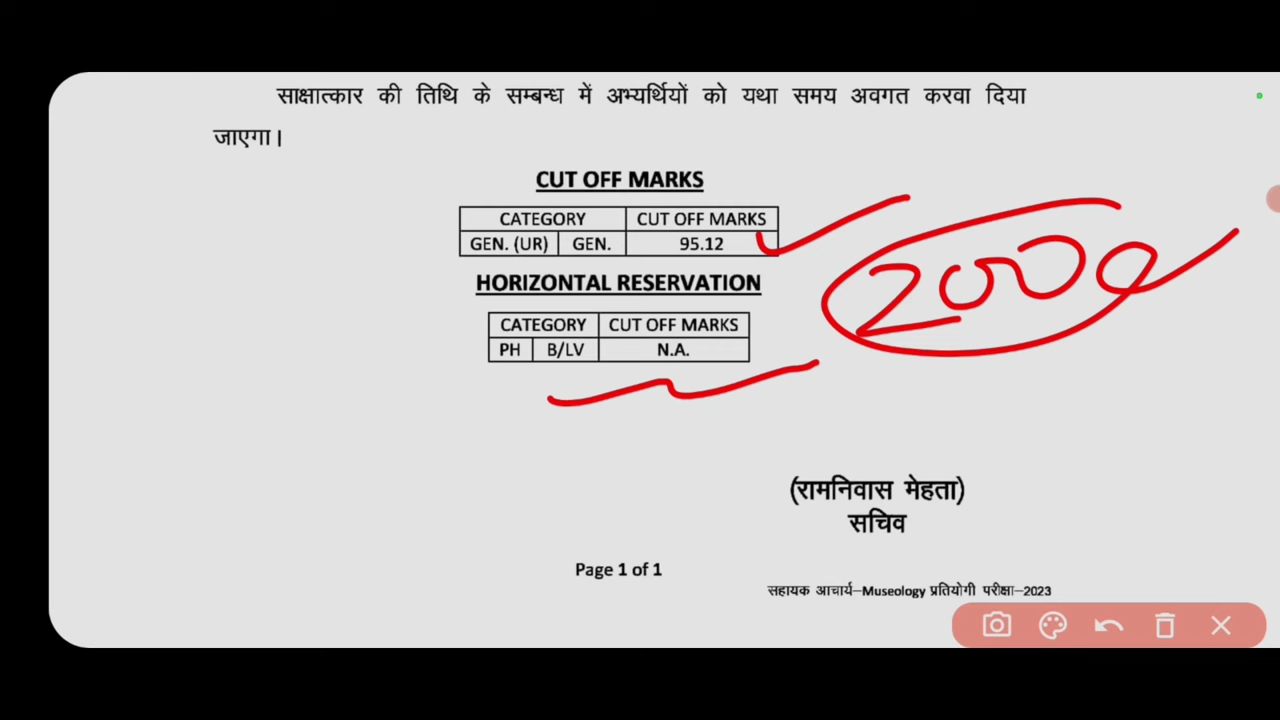 साक्षात्कार की तिथि के सम्बन्ध में अभ्यर्थियों को यथा समय अवगत करवा दिया
जाएगा।
CUT OFF MARKS
CATEGORY CUT OFF MARKS
GEN. (UR) GEN. 95.12
HORIZONTAL RESERVATION
CATEGORY CUT OFF MARKS
PH B/LV N.A.
(रामनिवास मेहता)
सचिव
Page 1 of 1
सहायक आचार्य–Museology प्रतियोगी परीक्षा–2023